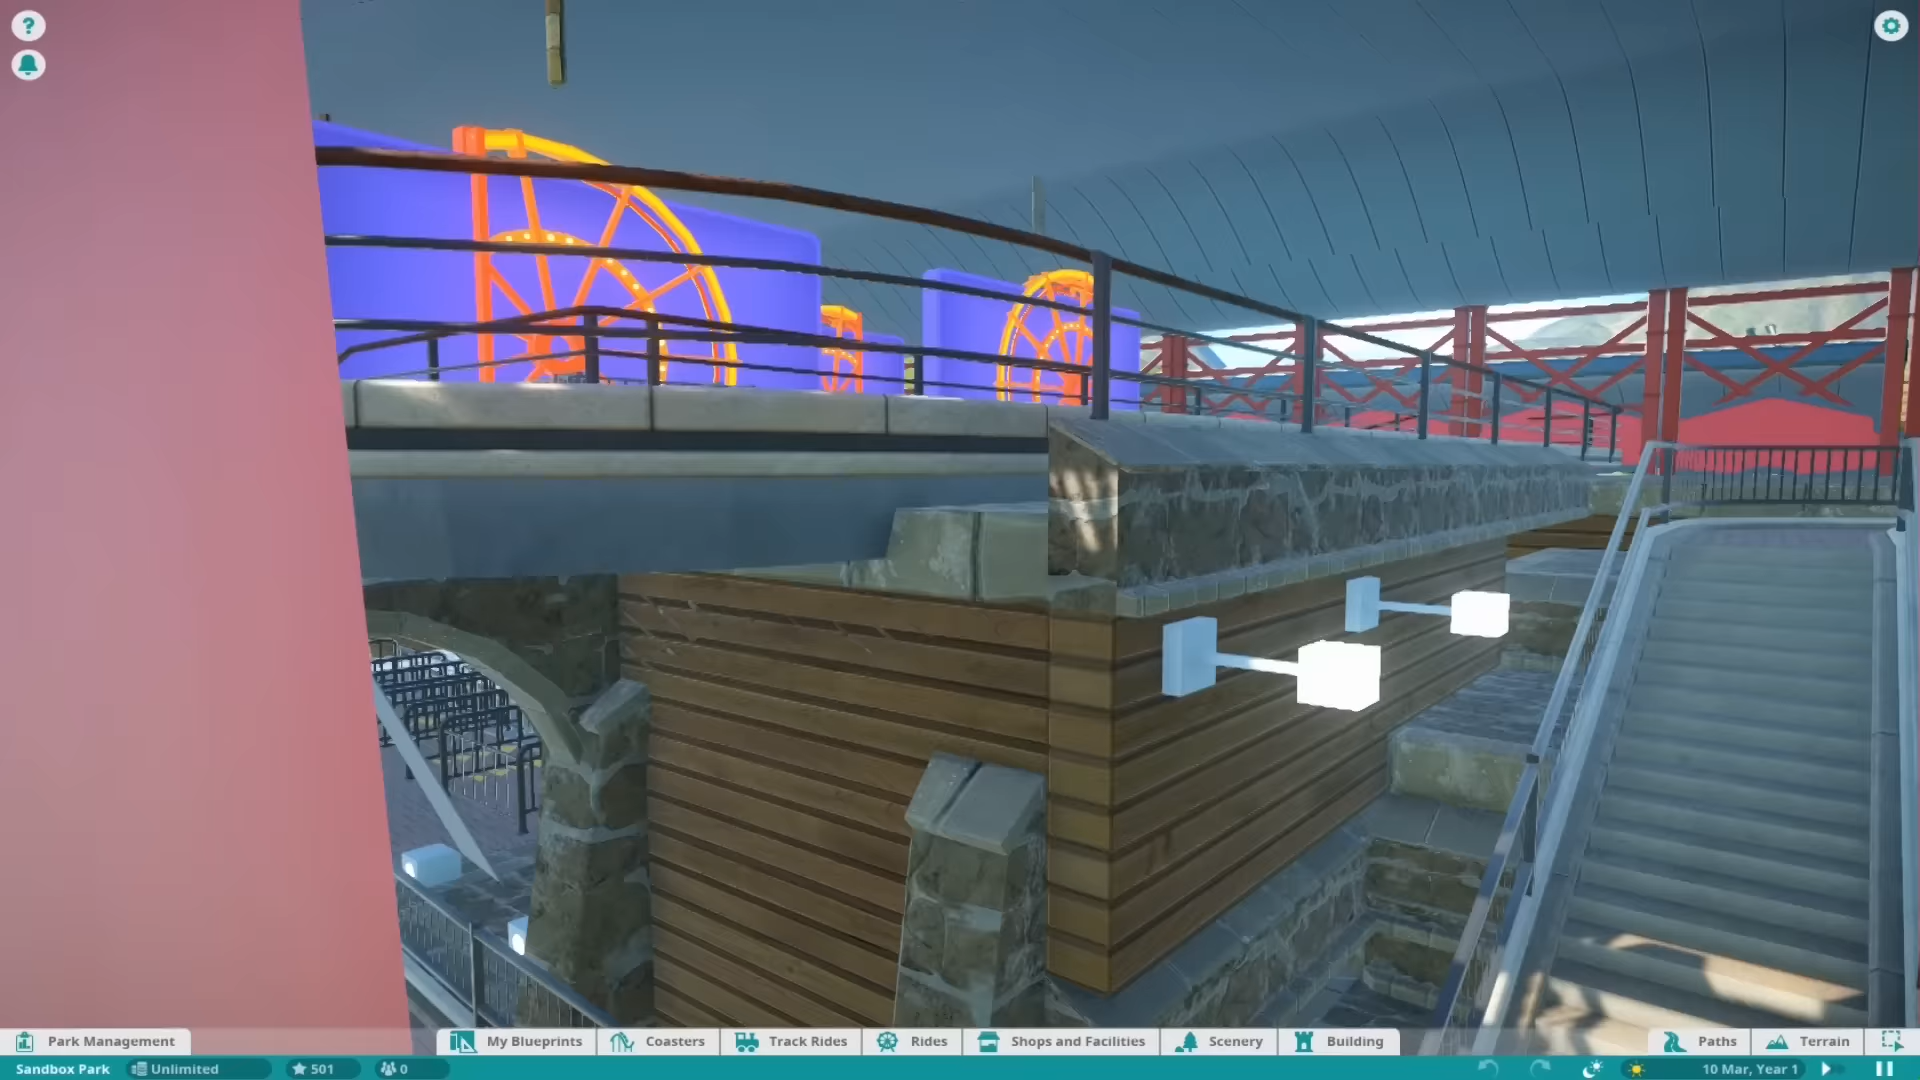 ?
Park Management
My Blueprints
Coasters
Track Rides
Rides
Shops and Facilities
Scenery
Building
Paths
Terrain
Sandbox Park
Unlimited
501
0
10 Mar, Year 1